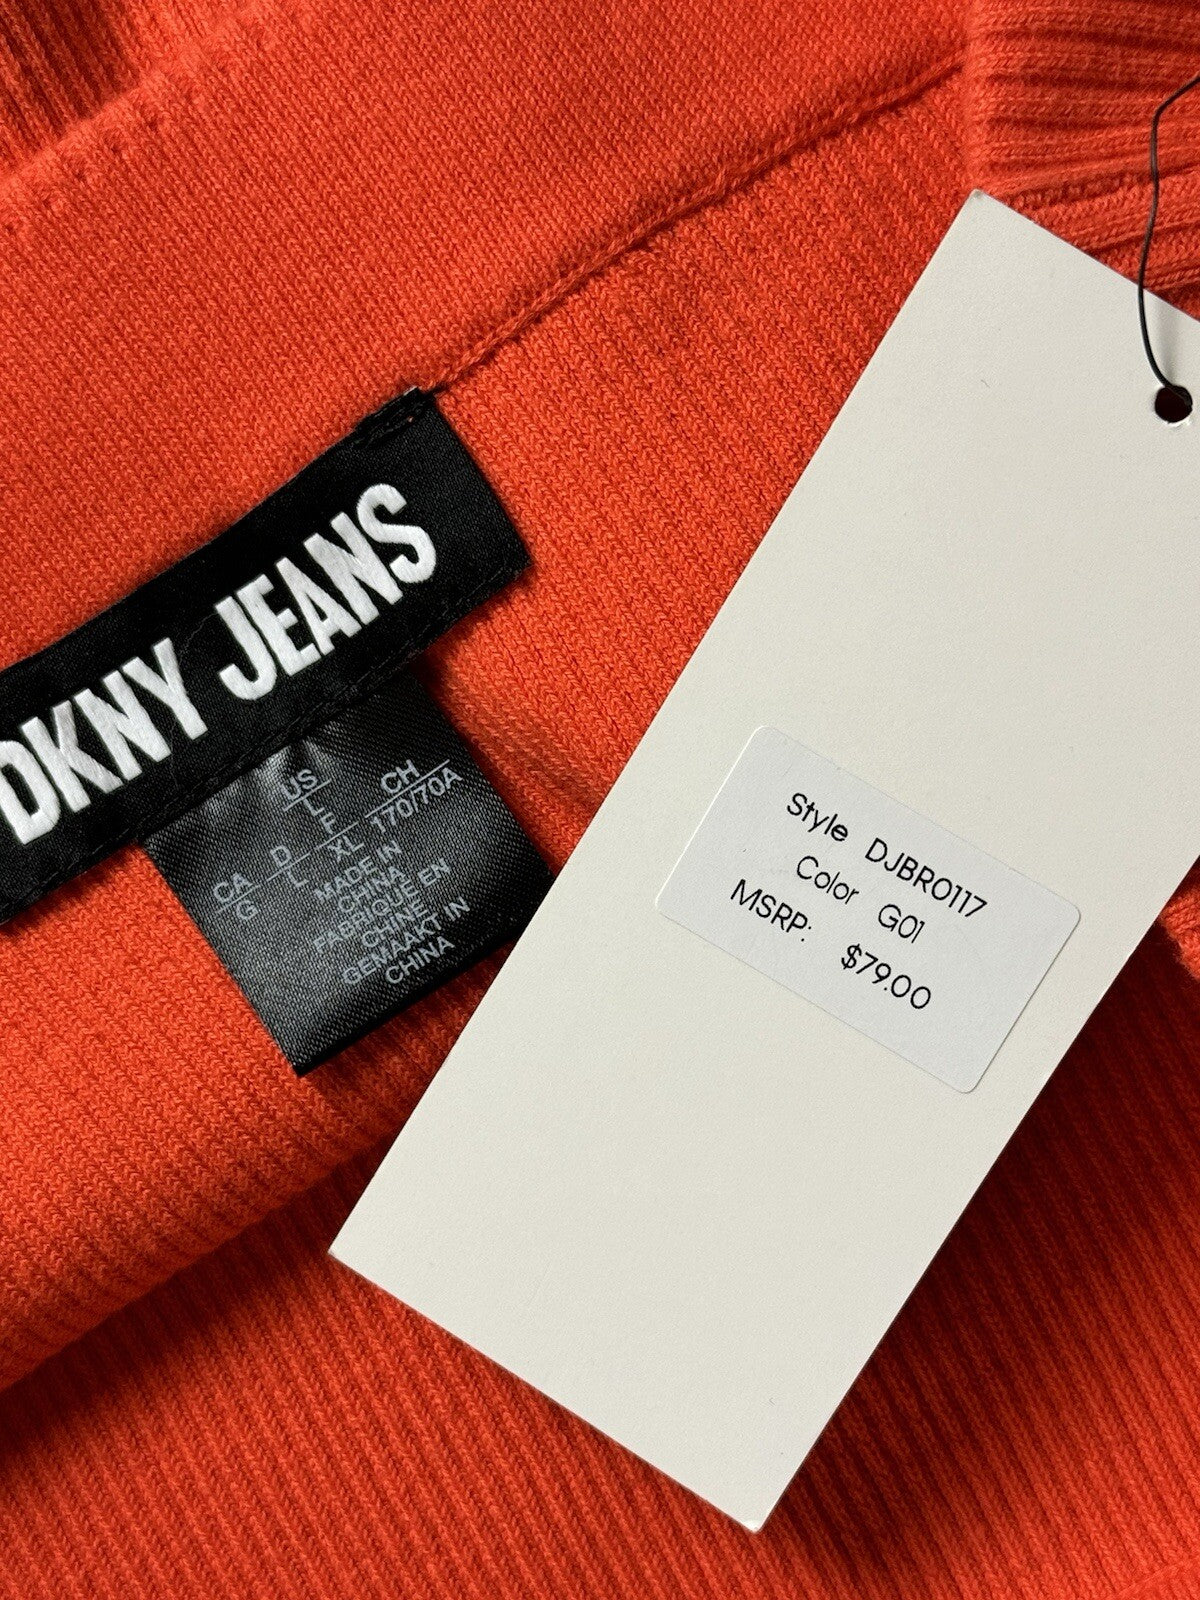 DKNY JEANS
US CH
L 170/70A
F
D XL
CA L
/G
MADE IN
CHINA
FABRIQUÉ EN
CHINE
GEMAAKT IN
CHINA
Style DJBR0117
Color G01
MSRP: $79.00